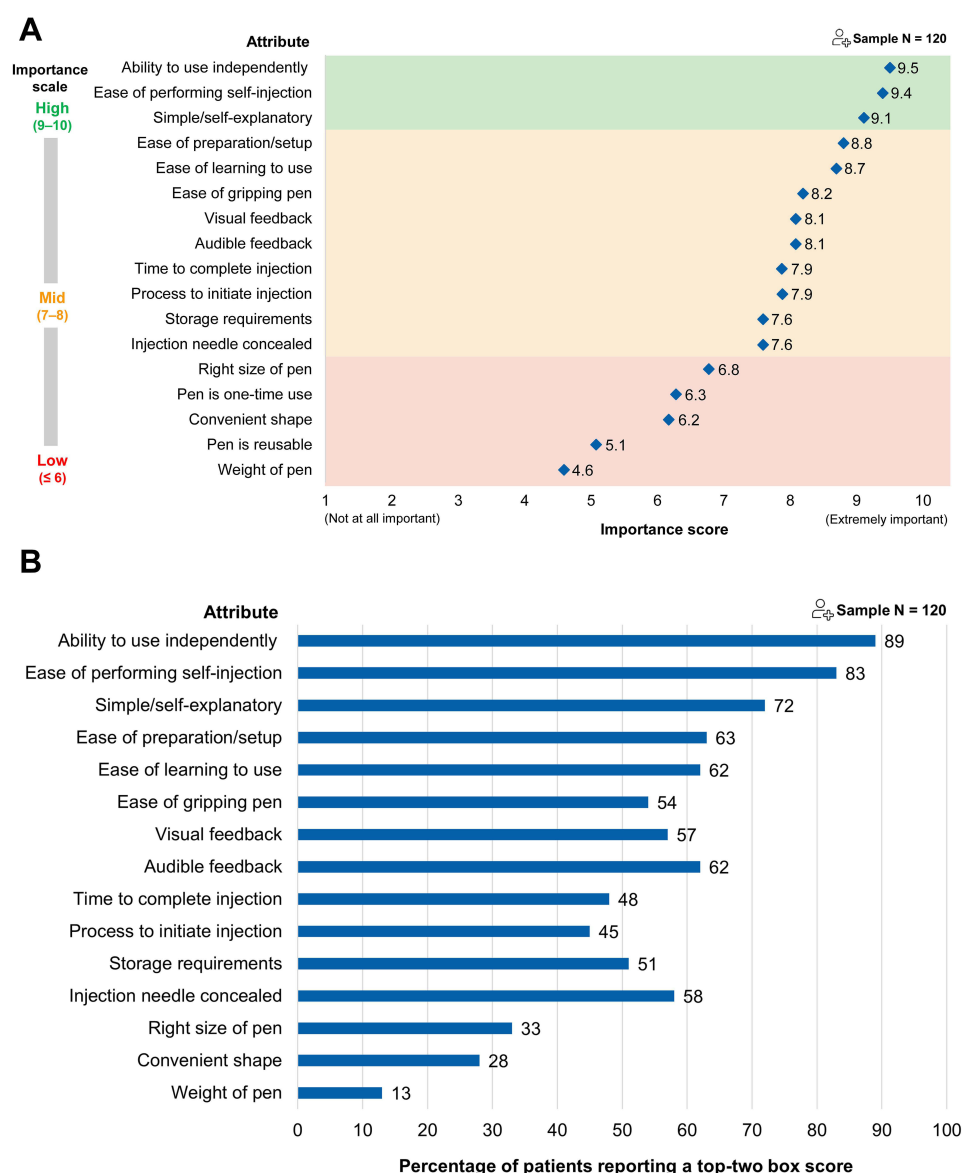 A
Attribute
Sample N = 120
Importance
scale
High
(9–10)
Mid
(7–8)
Low
(≤ 6)
Ability to use independently 9.5
Ease of performing self-injection 9.4
Simple/self-explanatory 9.1
Ease of preparation/setup 8.8
Ease of learning to use 8.7
Ease of gripping pen 8.2
Visual feedback 8.1
Audible feedback 8.1
Time to complete injection 7.9
Process to initiate injection 7.9
Storage requirements 7.6
Injection needle concealed 7.6
Right size of pen 6.8
Pen is one-time use 6.3
Convenient shape 6.2
Pen is reusable 5.1
Weight of pen 4.6
1 2 3 4 5 6 7 8 9 10
(Not at all important) (Extremely important)
Importance score
B
Attribute
Sample N = 120
Ability to use independently 89
Ease of performing self-injection 83
Simple/self-explanatory 72
Ease of preparation/setup 63
Ease of learning to use 62
Ease of gripping pen 54
Visual feedback 57
Audible feedback 62
Time to complete injection 48
Process to initiate injection 45
Storage requirements 51
Injection needle concealed 58
Right size of pen 33
Convenient shape 28
Weight of pen 13
0 10 20 30 40 50 60 70 80 90 100
Percentage of patients reporting a top-two box score